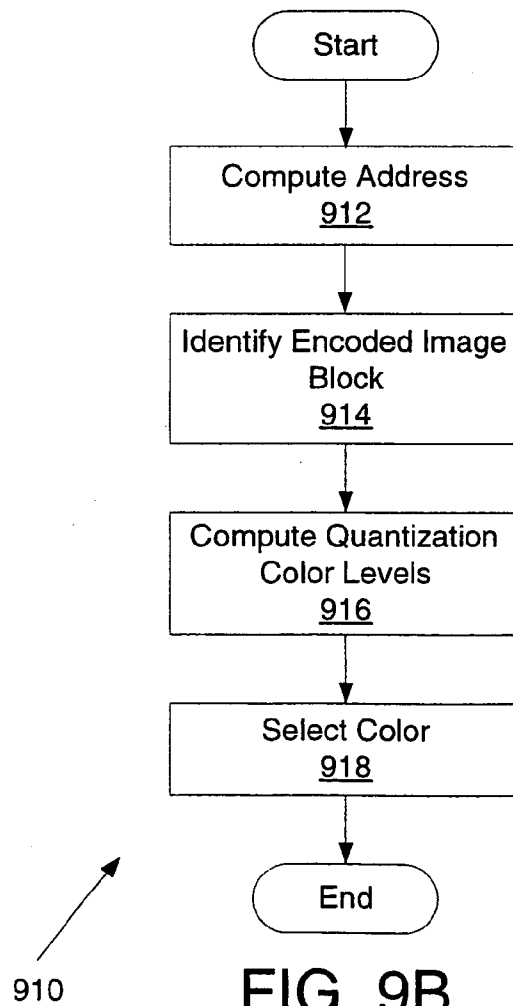 Start
Compute Address
912
Identify Encoded Image
Block
914
Compute Quantization
Color Levels
916
Select Color
918
End
910
FIG. 9B